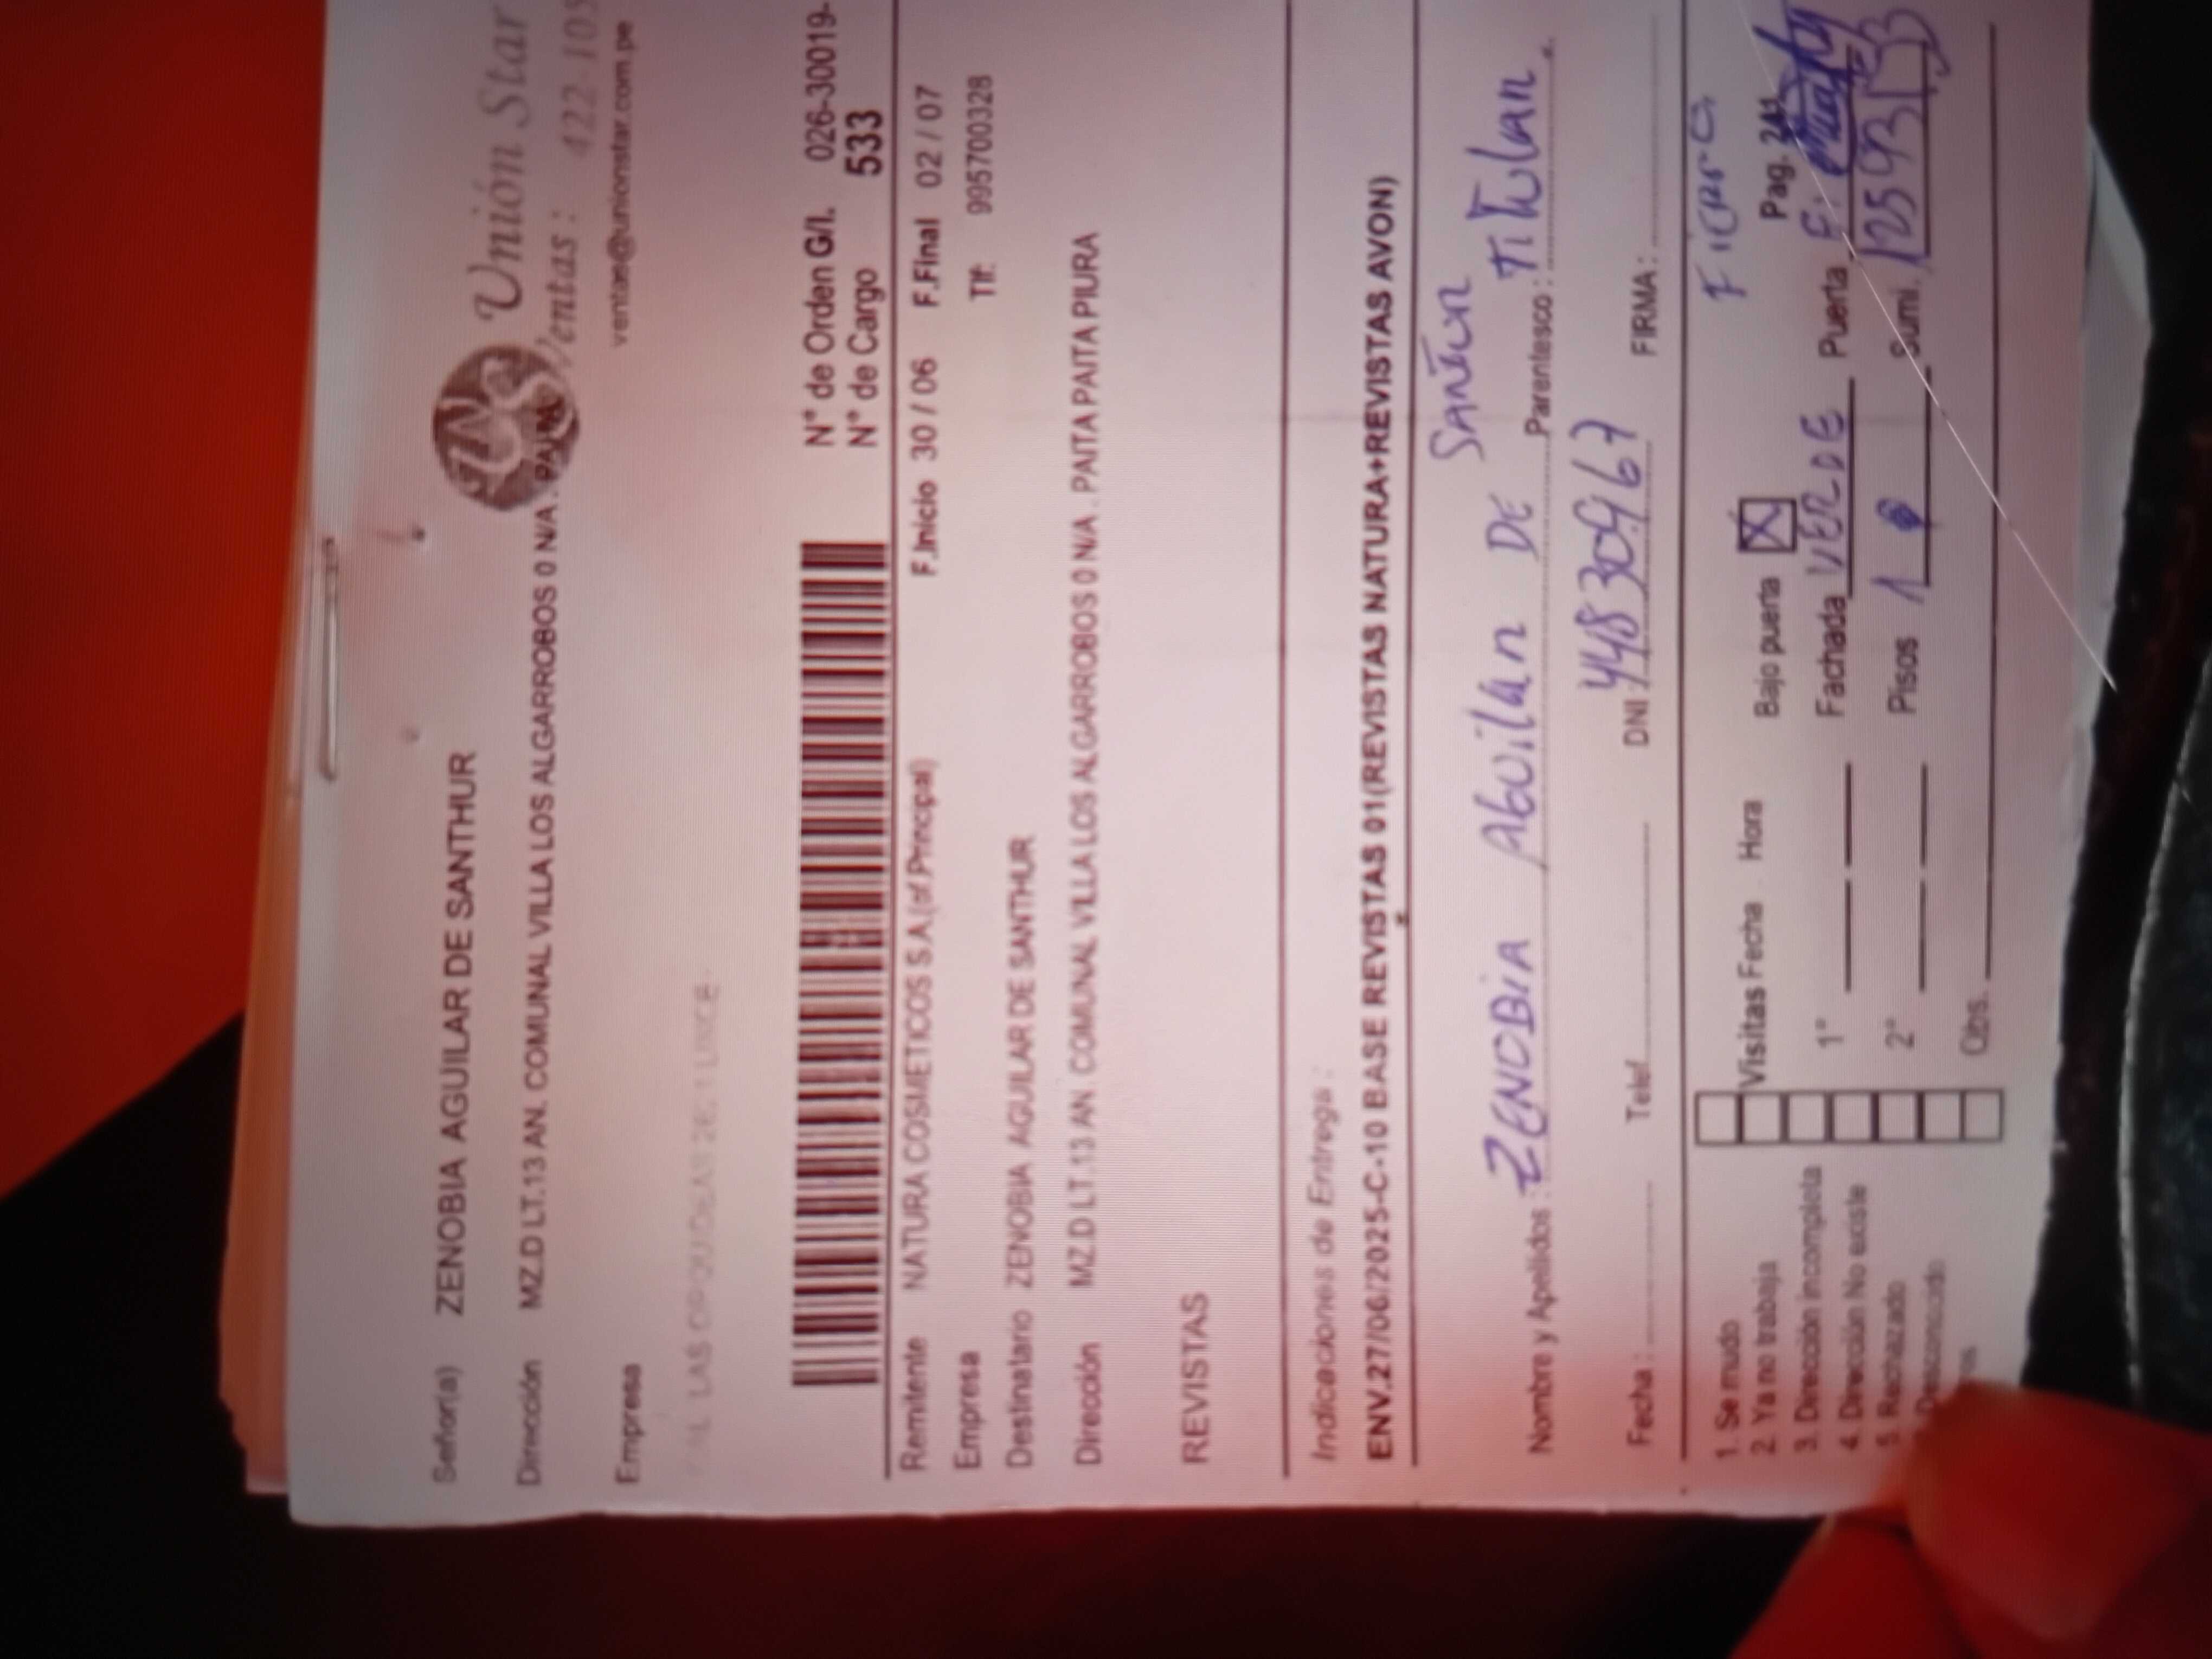 Señor(a) ZENOBIA AGUILAR DE SANTHUR
Unión Star
Dirección MZ.D LT.13 AN. COMUNAL VILLA LOS ALGARROBOS 0 N/A . PAITA
Ventas : 422-105
ventas@unionstar.com.pe
Empresa
N° de Orden G/I. 026-30019-
N° de Cargo 533
Remitente NATURA COSMETICOS S.A.(of.Principal) F.Inicio 30 / 06 F.Final 02 / 07
Empresa Tlf: 995700328
Destinatario ZENOBIA AGUILAR DE SANTHUR
Dirección MZ.D LT.13 AN. COMUNAL VILLA LOS ALGARROBOS 0 N/A . PAITA PAITA PIURA
REVISTAS
Indicaciones de Entrega :
ENV.27/06/2025-C-10 BASE REVISTAS 01(REVISTAS NATURA+REVISTAS AVON)
Nombre y Apellidos : ZENOBIA AGUILAR DE Parentesco : TITULAR
Fecha : Telef. DNI : 44830967 FIRMA :
1. Se mudo
2. Ya no trabaja Visitas Fecha Hora Bajo puerta X Pag. 241
3. Dirección incompleta
4. Dirección No existe 1° Fachada VERDE Puerta
5. Rechazado 2° Pisos 1 Sumi.
Desconocido
Obs.